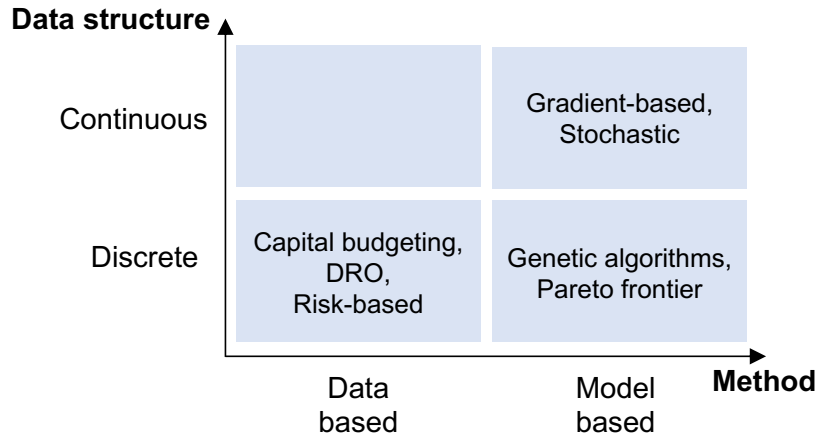 Data structure
Continuous
Gradient-based,
Stochastic
Discrete
Capital budgeting,
DRO,
Risk-based
Genetic algorithms,
Pareto frontier
Data
based
Model
based
Method